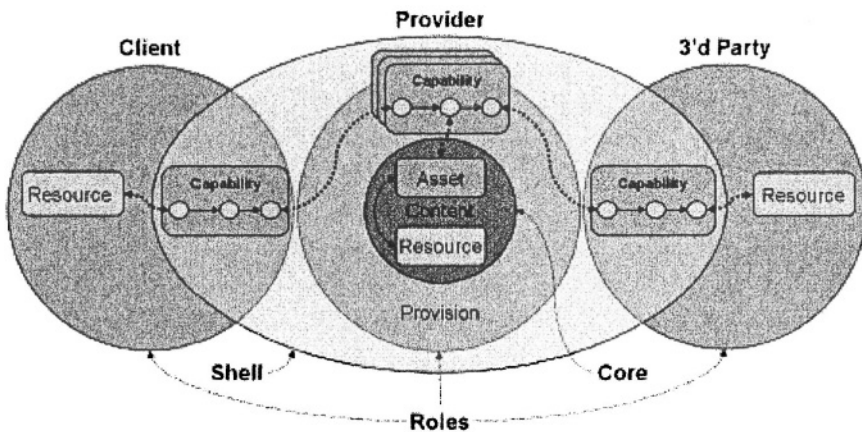 Provider
Client
3'd Party
Capability
Resource
Capability
Asset
Content
Resource
Capability
Resource
Provision
Shell
Core
Roles